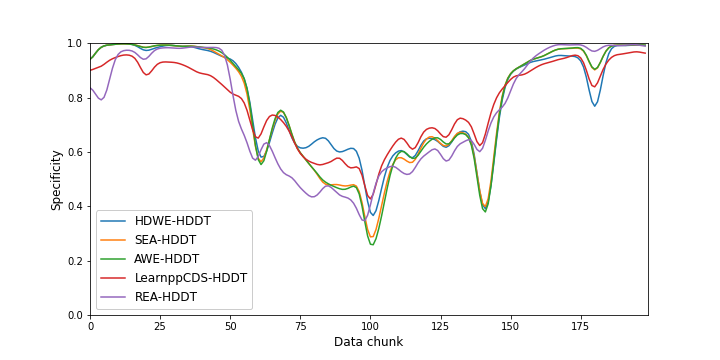 1.0
0.8
0.6
0.4
0.2
0.0
Specificity
HDWE-HDDT
SEA-HDDT
AWE-HDDT
LearnppCDS-HDDT
REA-HDDT
0 25 50 75 100 125 150 175
Data chunk